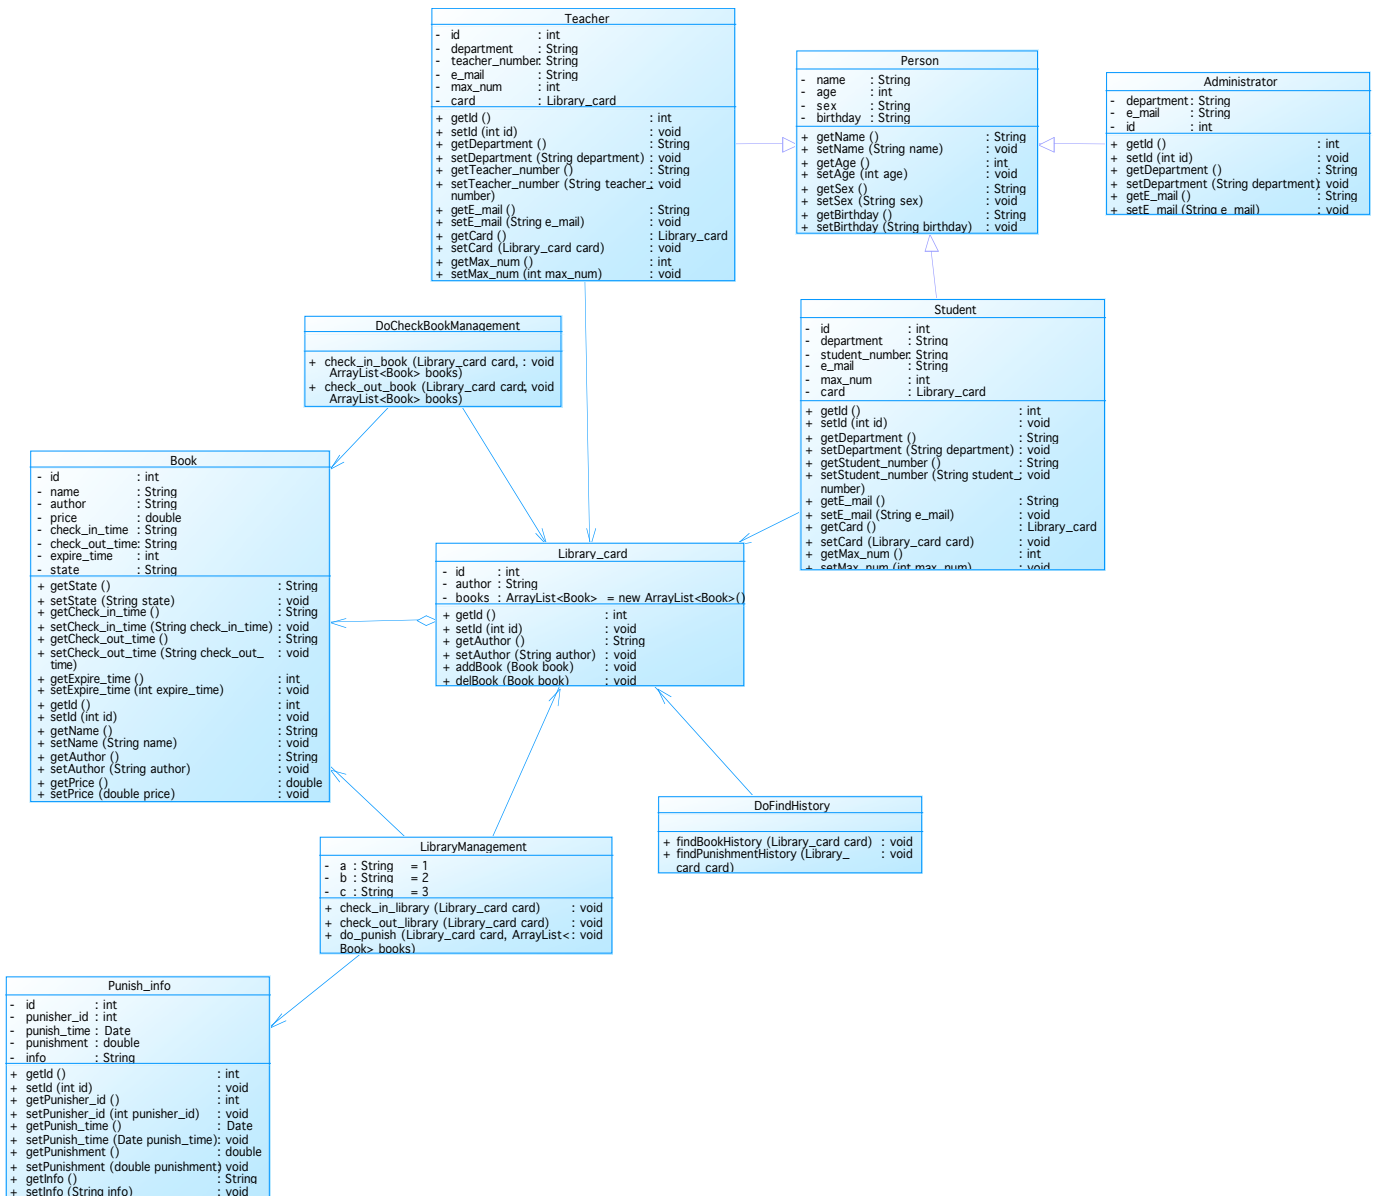 Teacher
- id : int
- department : String
- teacher_number: String
- e_mail : String
- max_num : int
- card : Library_card
+ getId () : int
+ setId (int id) : void
+ getDepartment () : String
+ setDepartment (String department) : void
+ getTeacher_number () : String
+ setTeacher_number (String teacher_ : void
number)
+ getE_mail () : String
+ setE_mail (String e_mail) : void
+ getCard () : Library_card
+ setCard (Library_card card) : void
+ getMax_num () : int
+ setMax_num (int max_num) : void
Person
- name : String
- age : int
- sex : String
- birthday : String
+ getName () : String
+ setName (String name) : void
+ getAge () : int
+ setAge (int age) : void
+ getSex () : String
+ setSex (String sex) : void
+ getBirthday () : String
+ setBirthday (String birthday) : void
Administrator
- department : String
- e_mail : String
- id : int
+ getId () : int
+ setId (int id) : void
+ getDepartment () : String
+ setDepartment (String department) : void
+ getE_mail () : String
+ setE_mail (String e_mail) : void
DoCheckBookManagement
+ check_in_book (Library_card card, : void
ArrayList<Book> books)
+ check_out_book (Library_card card, : void
ArrayList<Book> books)
Student
- id : int
- department : String
- student_number: String
- e_mail : String
- max_num : int
- card : Library_card
+ getId () : int
+ setId (int id) : void
+ getDepartment () : String
+ setDepartment (String department) : void
+ getStudent_number () : String
+ setStudent_number (String student_ : void
number)
+ getE_mail () : String
+ setE_mail (String e_mail) : void
+ getCard () : Library_card
+ setCard (Library_card card) : void
+ getMax_num () : int
+ setMax_num (int max_num) : void
Book
- id : int
- name : String
- author : String
- price : double
- check_in_time : String
- check_out_time: String
- expire_time : int
- state : String
+ getState () : String
+ setState (String state) : void
+ getCheck_in_time () : String
+ setCheck_in_time (String check_in_time) : void
+ getCheck_out_time () : String
+ setCheck_out_time (String check_out_ : void
time)
+ getExpire_time () : int
+ setExpire_time (int expire_time) : void
+ getId () : int
+ setId (int id) : void
+ getName () : String
+ setName (String name) : void
+ getAuthor () : String
+ setAuthor (String author) : void
+ getPrice () : double
+ setPrice (double price) : void
Library_card
- id : int
- author : String
- books : ArrayList<Book> = new ArrayList<Book>()
+ getId () : int
+ setId (int id) : void
+ getAuthor () : String
+ setAuthor (String author) : void
+ addBook (Book book) : void
+ delBook (Book book) : void
DoFindHistory
+ findBookHistory (Library_card card) : void
+ findPunishmentHistory (Library_ : void
card card)
LibraryManagement
- a : String = 1
- b : String = 2
- c : String = 3
+ check_in_library (Library_card card) : void
+ check_out_library (Library_card card) : void
+ do_punish (Library_card card, ArrayList< : void
Book> books)
Punish_info
- id : int
- punisher_id : int
- punish_time : Date
- punishment : double
- info : String
+ getId () : int
+ setId (int id) : void
+ getPunisher_id () : int
+ setPunisher_id (int punisher_id) : void
+ getPunish_time () : Date
+ setPunish_time (Date punish_time) : void
+ getPunishment () : double
+ setPunishment (double punishment) : void
+ getInfo () : String
+ setInfo (String info) : void